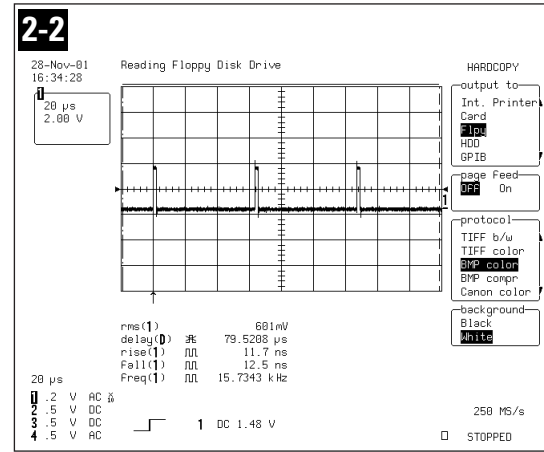 2-2
28-Nov-01
16:34:28
Reading Floppy Disk Drive
1
20 µs
2.00 V
HARDCOPY
output to
Int. Printer
Card
Flpy
HDD
GPIB
page Feed
Off On
protocol
TIFF b/w
TIFF color
BMP color
BMP compr
Canon color
background
Black
White
1
rms(1) 601mV
delay(1) 79.5208 µs
rise(1) 11.7 ns
fall(1) 12.5 ns
freq(1) 15.7343 kHz
20 µs
1 .2 V AC X10
2 .5 V DC
3 .5 V DC
4 .5 V AC
1 DC 1.48 V
250 MS/s
STOPPED